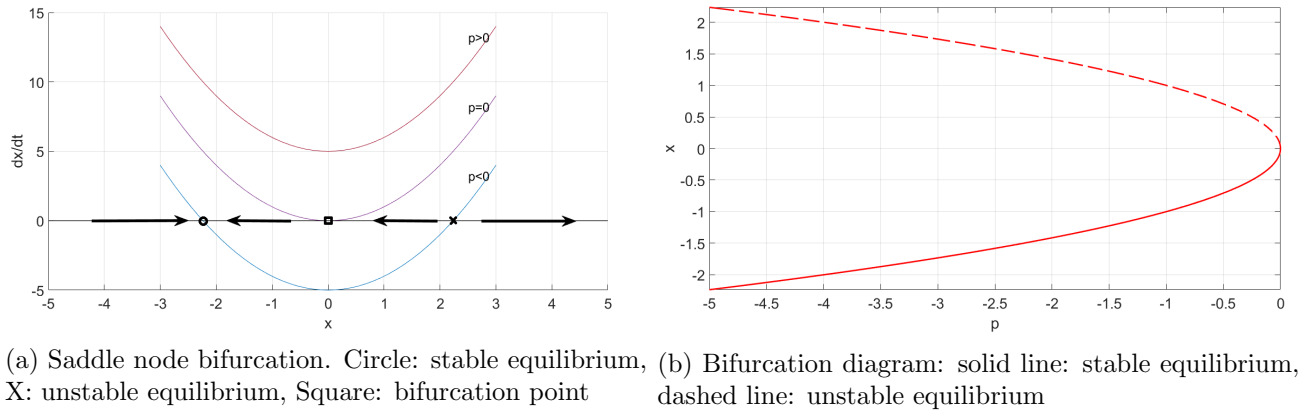 15
10
5
0
-5
dx/dt
p>0
p=0
p<0
-5 -4 -3 -2 -1 0 1 2 3 4 5
x
2
1.5
1
0.5
0
-0.5
-1
-1.5
-2
x
-5 -4.5 -4 -3.5 -3 -2.5 -2 -1.5 -1 -0.5 0
p
(a) Saddle node bifurcation. Circle: stable equilibrium,
X: unstable equilibrium, Square: bifurcation point
(b) Bifurcation diagram: solid line: stable equilibrium,
dashed line: unstable equilibrium